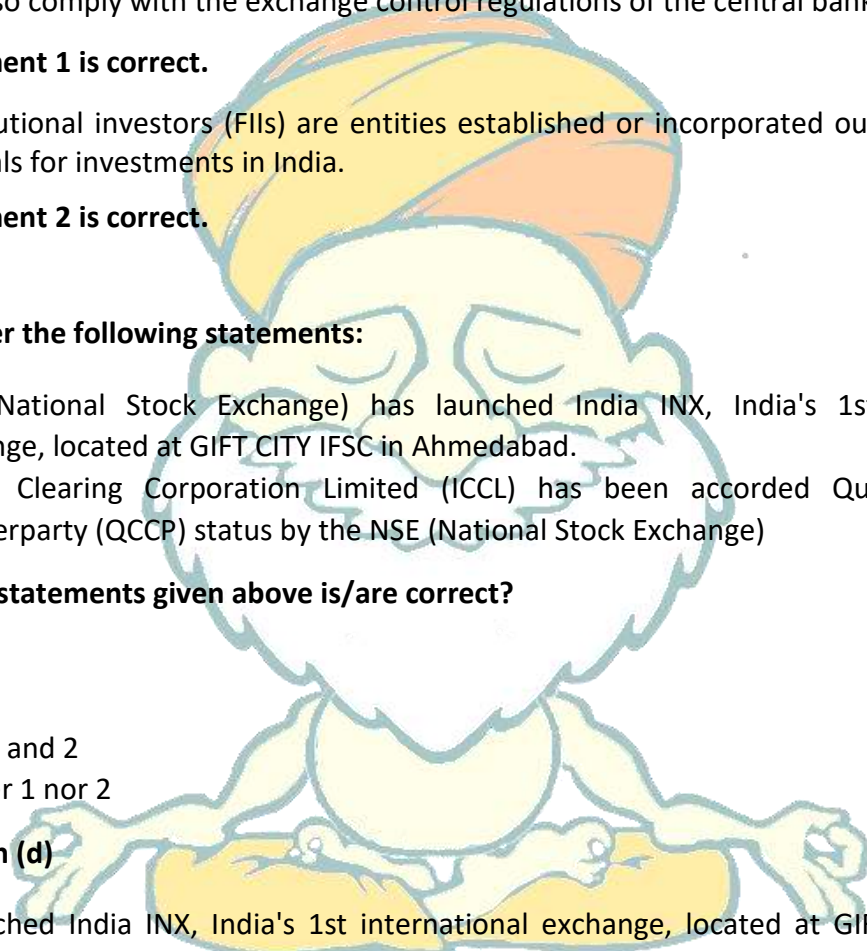 so comply with the exchange control regulations of the central bank
ent 1 is correct.
utional investors (FIIs) are entities established or incorporated ou
ls for investments in India.
ent 2 is correct.
er the following statements:
National Stock Exchange) has launched India INX, India's 1s
nge, located at GIFT CITY IFSC in Ahmedabad.
Clearing Corporation Limited (ICCL) has been accorded Qu
erparty (QCCP) status by the NSE (National Stock Exchange)
statements given above is/are correct?
and 2
r 1 nor 2
n (d)
ched India INX, India's 1st international exchange, located at GI